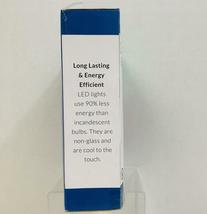 Long Lasting
& Energy
Efficient
LED lights
use 90% less
energy than
incandescent
bulbs. They are
non-glass and
are cool to the
touch.